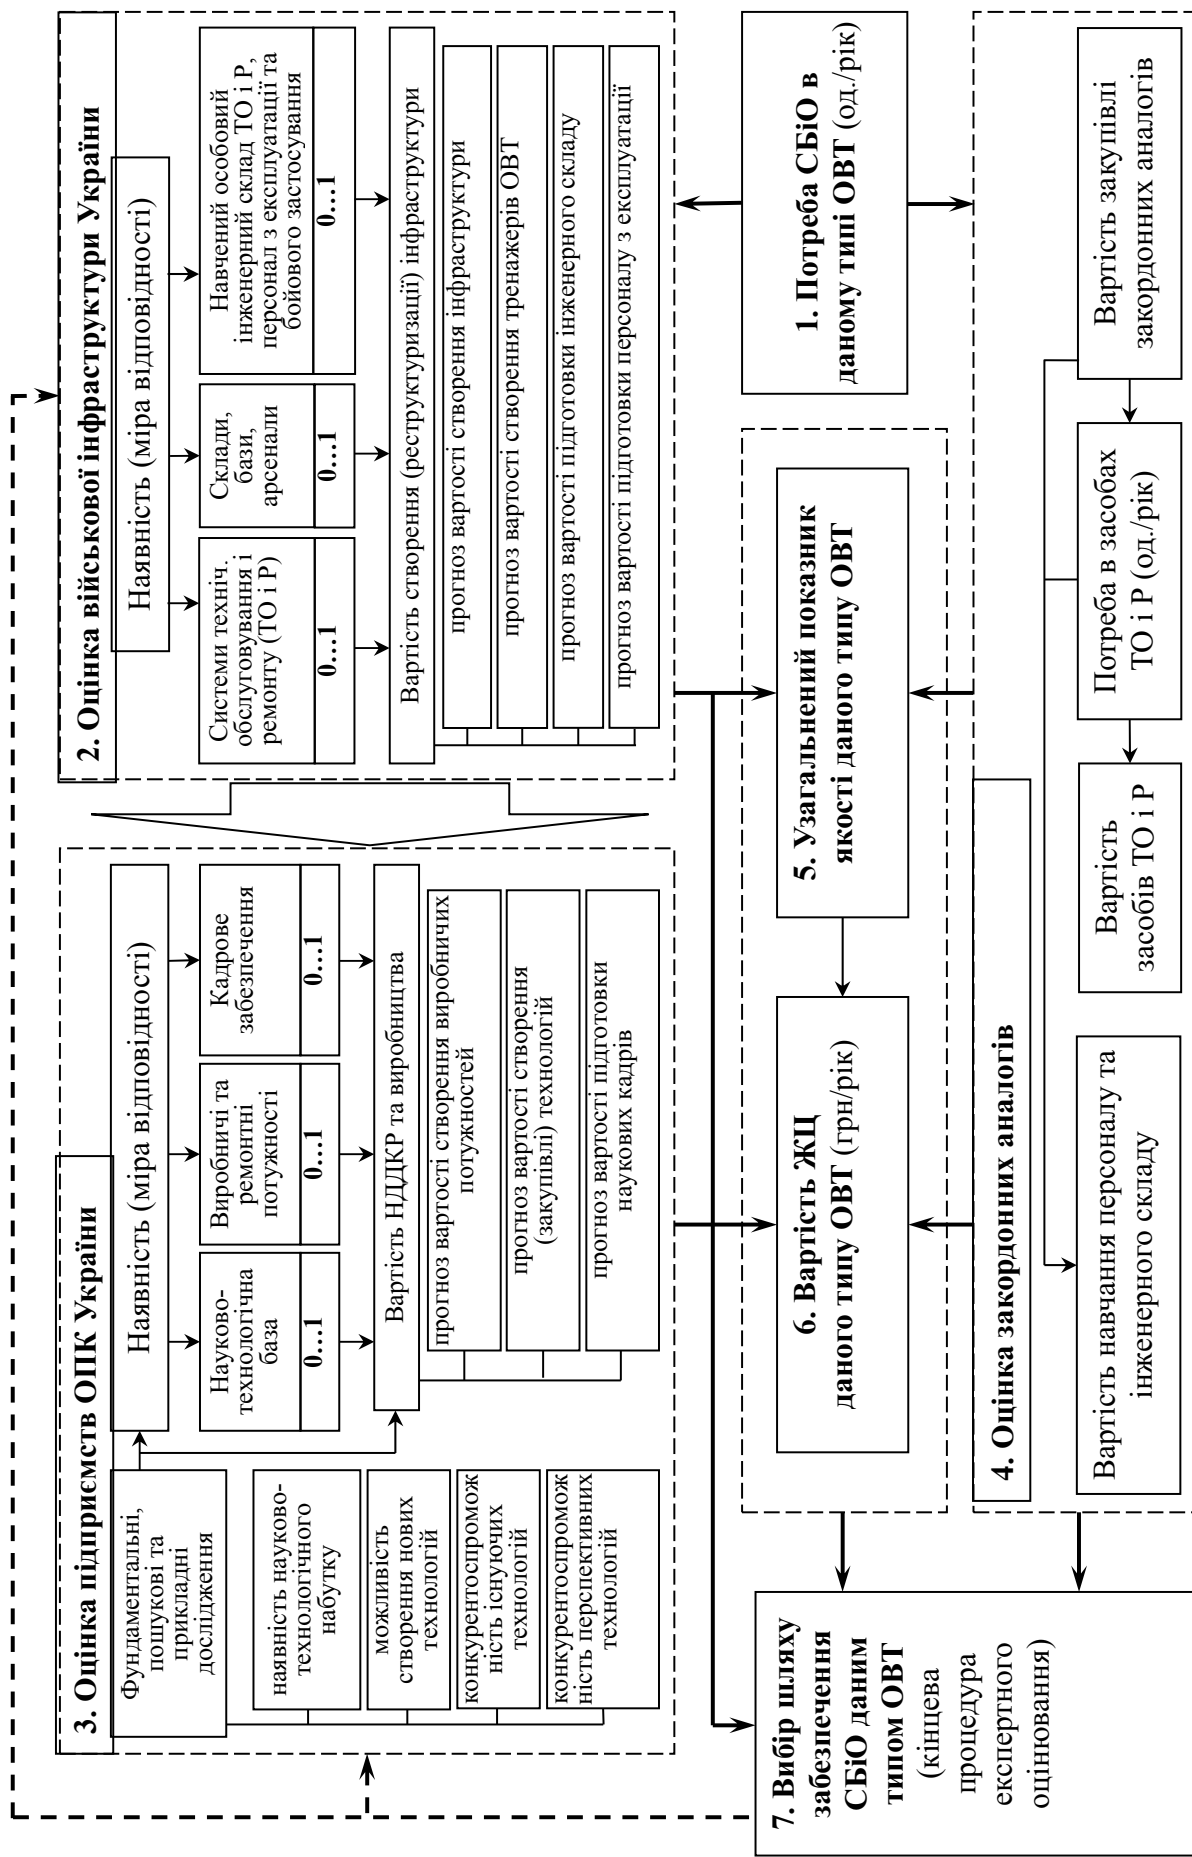 3. Оцінка підприємств ОПК України
Фундаментальні,
пошукові та
прикладні
дослідження
наявність науково-
технологічного
набутку
можливість
створення нових
технологій
конкурентоспромож
ність існуючих
технологій
конкурентоспромож
ність перспективних
технологій
Наявність (міра відповідності)
Науково-
технологічна
база
0...1
Виробничі та
ремонтні
потужності
0...1
Кадрове
забезпечення
0...1
Вартість НДДКР та виробництва
прогноз вартості створення виробничих
потужностей
прогноз вартості створення
(закупівлі) технологій
прогноз вартості підготовки
наукових кадрів
2. Оцінка військової інфраструктури України
Наявність (міра відповідності)
Системи техніч.
обслуговування і
ремонту (ТО і Р)
0...1
Склади,
бази,
арсенали
0...1
Навчений особовий
інженерний склад ТО і Р,
персонал з експлуатації та
бойового застосування
0...1
Вартість створення (реструктуризації) інфраструктури
прогноз вартості створення інфраструктури
прогноз вартості створення тренажерів ОВТ
прогноз вартості підготовки інженерного складу
прогноз вартості підготовки персоналу з експлуатації
7. Вибір шляху
забезпечення
СБіО даним
типом ОВТ
(кінцева
процедура
експертного
оцінювання)
6. Вартість ЖЦ
даного типу ОВТ (грн/рік)
5. Узагальнений показник
якості даного типу ОВТ
1. Потреба СБіО в
даному типі ОВТ (од./рік)
4. Оцінка закордонних аналогів
Вартість навчання персоналу та
інженерного складу
Вартість
засобів ТО і Р
Потреба в засобах
ТО і Р (од./рік)
Вартість закупівлі
закордонних аналогів